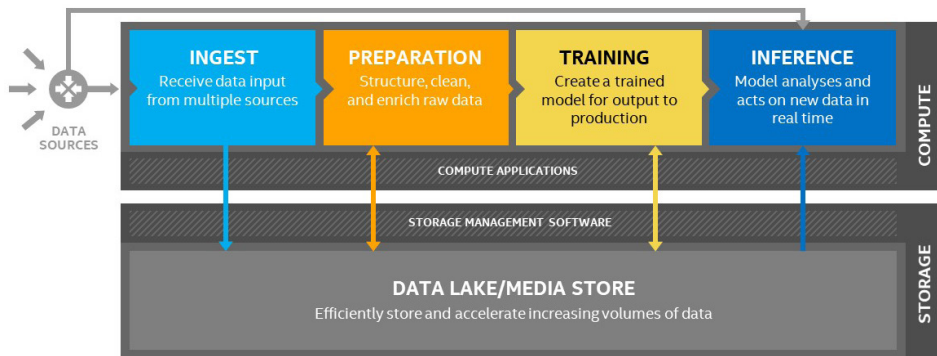 DATA
SOURCES
INGEST
Receive data input
from multiple sources
PREPARATION
Structure, clean,
and enrich raw data
TRAINING
Create a trained
model for output to
production
INFERENCE
Model analyses and
acts on new data in
real time
COMPUTE APPLICATIONS
COMPUTE
STORAGE MANAGEMENT SOFTWARE
DATA LAKE/MEDIA STORE
Efficiently store and accelerate increasing volumes of data
STORAGE